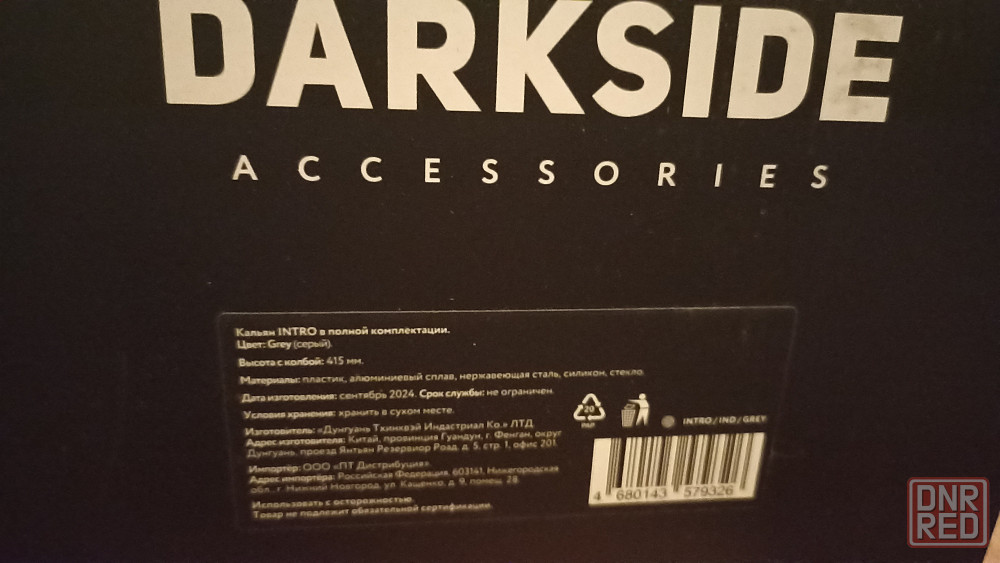 DARKSIDE
ACCESSORIES
Кальян INTRO в полной комплектации.
Цвет: Grey (серый).
Высота с колбой: 415 мм.
Материалы: пластик, алюминиевый сплав, нержавеющая сталь, силикон, стекло.
Дата изготовления: сентябрь 2024. Срок службы: не ограничен.
Условия хранения: хранить в сухом месте.
Изготовитель: «Дунгуань Тхинквэй Индастриал Ко.» ЛТД
Адрес изготовителя: Китай, провинция Гуандун, г. Фенган, округ
Дунгуань, проезд Янтьян Резервиор Роад, д. 5, стр. 1, офис 201.
Импортёр: ООО «ПТ Дистрибуция».
Адрес импортёра: Российская Федерация, 603141, Нижегородская
обл., г. Нижний Новгород, ул. Кащенко, д. 9, помещ. 28.
Использовать с осторожностью.
Товар не подлежит обязательной сертификации.
20
PAP
INTRO/IND/GREY
4 680143 579326
DNR
RED